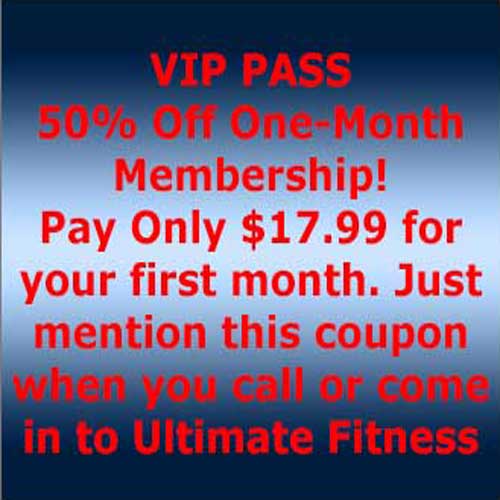 VIP PASS
50% Off One-Month
Membership!
Pay Only $17.99 for
your first month. Just
mention this coupon
when you call or come
in to Ultimate Fitness